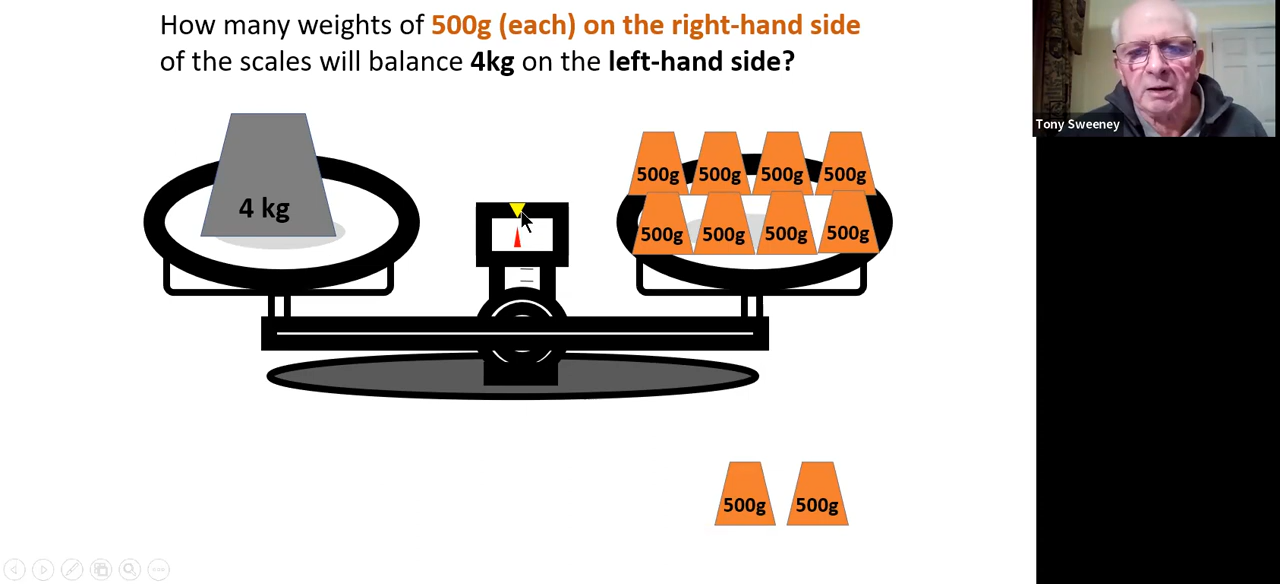 How many weights of 500g (each) on the right-hand side
of the scales will balance 4kg on the left-hand side?
Tony Sweeney
500g 500g 500g 500g
4 kg
500g 500g 500g 500g
500g 500g